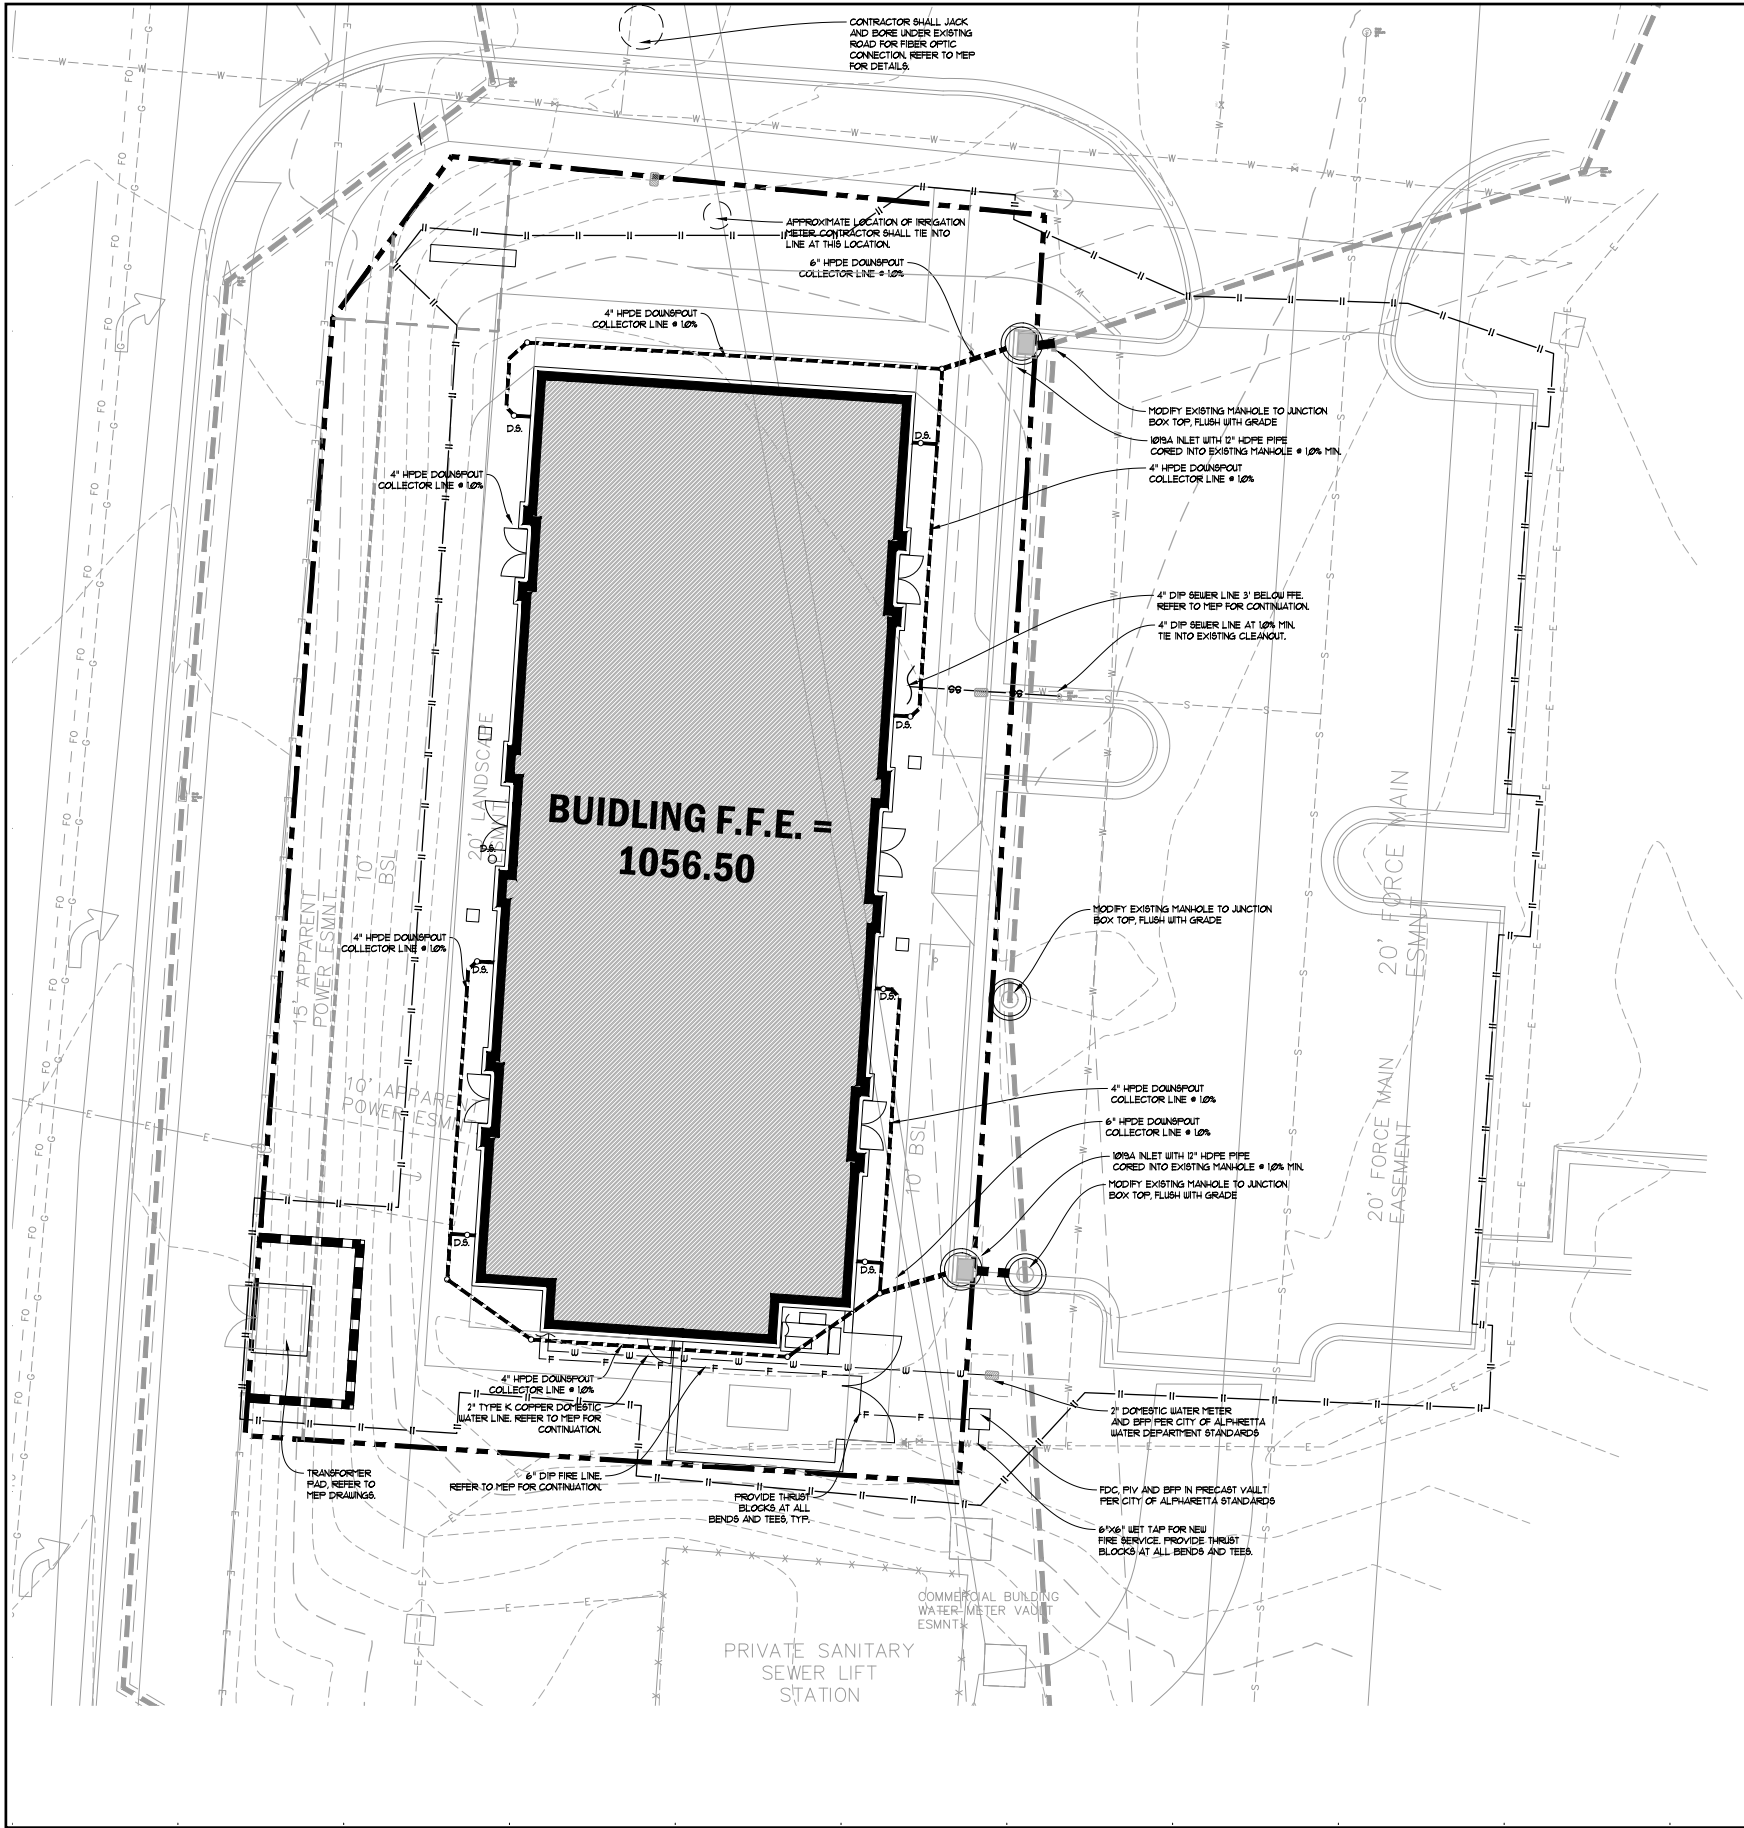 CONTRACTOR SHALL JACK
AND BORE UNDER EXISTING
ROAD FOR FIBER OPTIC
CONNECTION. REFER TO MEP
FOR DETAILS.
APPROXIMATE LOCATION OF IRRIGATION
METER CONTRACTOR SHALL TIE INTO
LINE AT THIS LOCATION.
6" HPDE DOWNSPOUT
COLLECTOR LINE @ 1.0%
4" HPDE DOWNSPOUT
COLLECTOR LINE @ 1.0%
MODIFY EXISTING MANHOLE TO JUNCTION
BOX TOP, FLUSH WITH GRADE
1019A INLET WITH 12" HDPE PIPE
CORED INTO EXISTING MANHOLE @ 1.0% MIN.
4" HPDE DOWNSPOUT
COLLECTOR LINE @ 1.0%
D.S.
D.S.
4" HPDE DOWNSPOUT
COLLECTOR LINE @ 1.0%
4" DIP SEWER LINE 3' BELOW FFE.
REFER TO MEP FOR CONTINUATION.
4" DIP SEWER LINE AT 1.0% MIN.
TIE INTO EXISTING CLEANOUT.
SS SS
D.S.
20' LANDSCAPE
ESMNT
BUIDLING F.F.E. =
1056.50
D.S.
10'
BSL
15' APPARENT
POWER ESMNT
20' FORCE MAIN
ESMNT
MODIFY EXISTING MANHOLE TO JUNCTION
BOX TOP, FLUSH WITH GRADE
4" HPDE DOWNSPOUT
COLLECTOR LINE @ 1.0%
D.S.
D.S.
10' APPARENT
POWER ESMNT
4" HPDE DOWNSPOUT
COLLECTOR LINE @ 1.0%
6" HPDE DOWNSPOUT
COLLECTOR LINE @ 1.0%
10' BSL
1019A INLET WITH 12" HDPE PIPE
CORED INTO EXISTING MANHOLE @ 1.0% MIN.
MODIFY EXISTING MANHOLE TO JUNCTION
BOX TOP, FLUSH WITH GRADE
20' FORCE MAIN
EASEMENT
D.S.
D.S.
4" HPDE DOWNSPOUT
COLLECTOR LINE @ 1.0%
2" TYPE K COPPER DOMESTIC
WATER LINE. REFER TO MEP FOR
CONTINUATION.
2" DOMESTIC WATER METER
AND BFP PER CITY OF ALPHRETTA
WATER DEPARTMENT STANDARDS
TRANSFORMER
PAD, REFER TO
MEP DRAWINGS.
6" DIP FIRE LINE.
REFER TO MEP FOR CONTINUATION.
PROVIDE THRUST
BLOCKS AT ALL
BENDS AND TEES, TYP.
FDC, PIV AND BFP IN PRECAST VAULT
PER CITY OF ALPHARETTA STANDARDS
6"X6" WET TAP FOR NEW
FIRE SERVICE. PROVIDE THRUST
BLOCKS AT ALL BENDS AND TEES.
COMMERCIAL BUILDING
WATER METER VAULT
ESMNT
PRIVATE SANITARY
SEWER LIFT
STATION